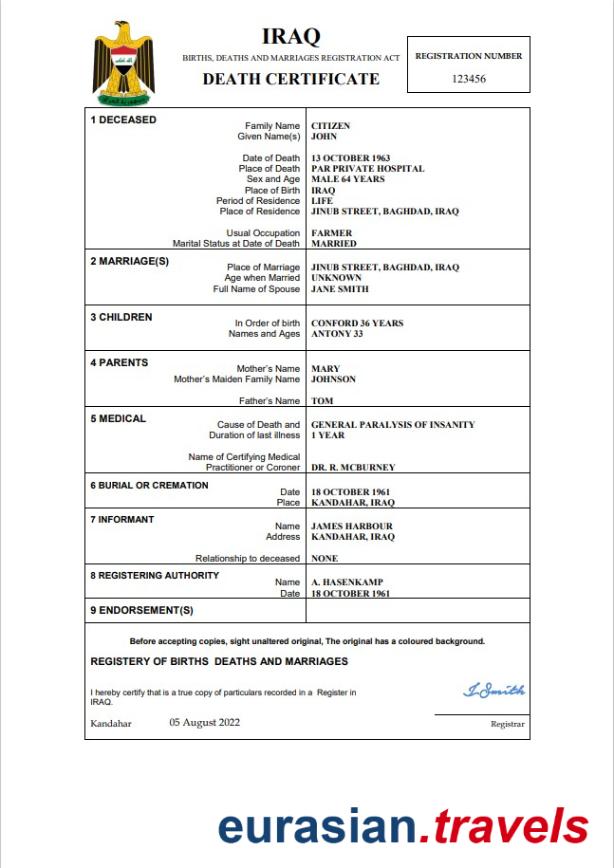 IRAQ
BIRTHS, DEATHS AND MARRIAGES REGISTRATION ACT
DEATH CERTIFICATE
REGISTRATION NUMBER
123456
1 DECEASED
Family Name CITIZEN
Given Name(s) JOHN
Date of Death 13 OCTOBER 1963
Place of Death PAR PRIVATE HOSPITAL
Sex and Age MALE 64 YEARS
Place of Birth IRAQ
Period of Residence LIFE
Place of Residence JINUB STREET, BAGHDAD, IRAQ
Usual Occupation FARMER
Marital Status at Date of Death MARRIED
2 MARRIAGE(S)
Place of Marriage JINUB STREET, BAGHDAD, IRAQ
Age when Married UNKNOWN
Full Name of Spouse JANE SMITH
3 CHILDREN
In Order of birth CONFORD 36 YEARS
Names and Ages ANTONY 33
4 PARENTS
Mother's Name MARY
Mother's Maiden Family Name JOHNSON
Father's Name TOM
5 MEDICAL
Cause of Death and GENERAL PARALYSIS OF INSANITY
Duration of last illness 1 YEAR
Name of Certifying Medical
Practitioner or Coroner DR. R. MCBURNEY
6 BURIAL OR CREMATION
Date 18 OCTOBER 1961
Place KANDAHAR, IRAQ
7 INFORMANT
Name JAMES HARBOUR
Address KANDAHAR, IRAQ
Relationship to deceased NONE
8 REGISTERING AUTHORITY
Name A. HASENKAMP
Date 18 OCTOBER 1961
9 ENDORSEMENT(S)
Before accepting copies, sight unaltered original, The original has a coloured background.
REGISTERY OF BIRTHS DEATHS AND MARRIAGES
I hereby certify that is a true copy of particulars recorded in a Register in
IRAQ.
J. Smith
Kandahar 05 August 2022
Registrar
eurasian.travels